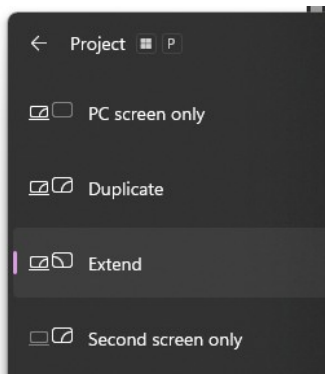 Project P
PC screen only
Duplicate
Extend
Second screen only